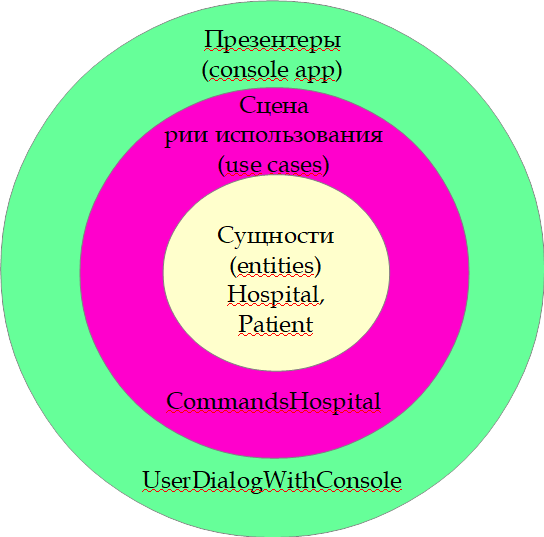 Презентеры
(console app)
Сцена
рии использования
(use cases)
Сущности
(entities)
Hospital,
Patient
CommandsHospital
UserDialogWithConsole